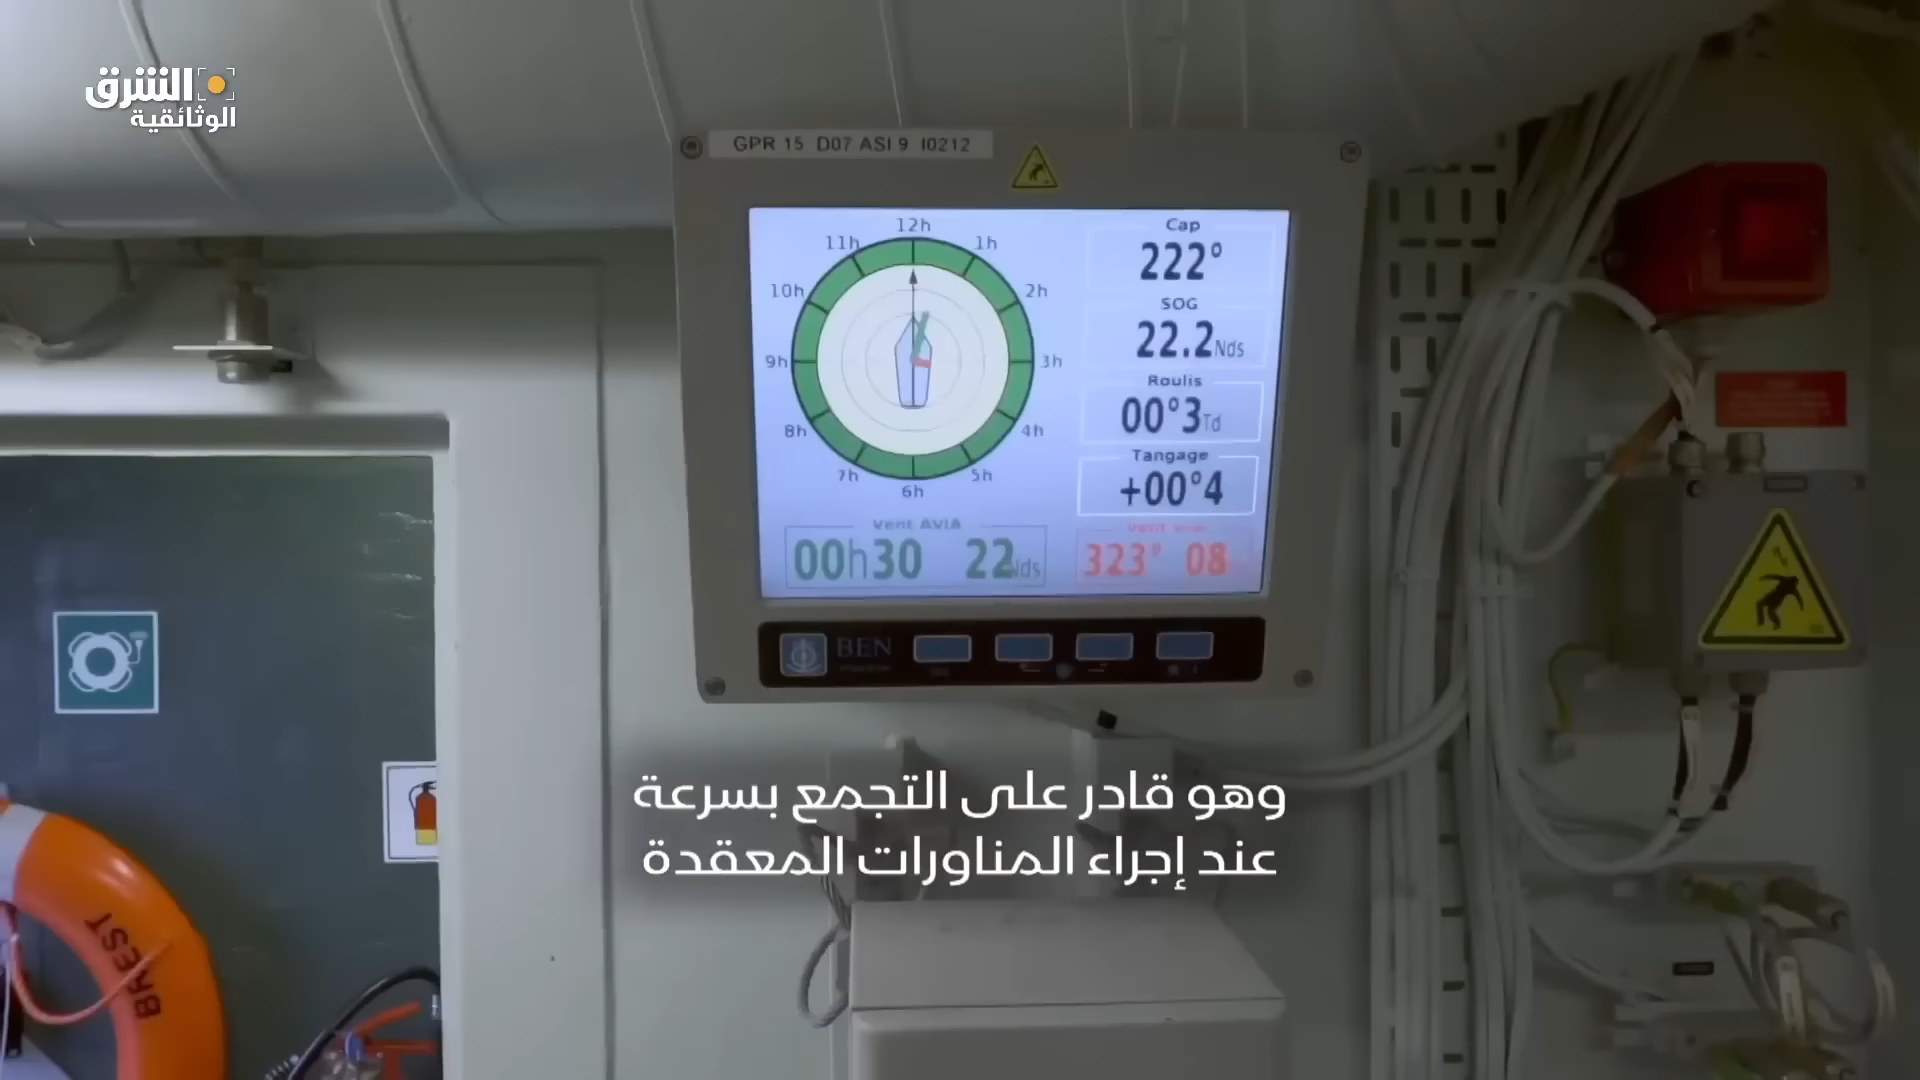 الشرق
الوثائقية
GPR 15 D07 ASI 9 I0212
12h
11h
1h
10h
2h
9h
3h
8h
4h
7h
5h
6h
Cap
222°
SOG
22.2Nds
Roulis
00°3Td
Tangage
+00°4
Vent AVIA
00h30 22Nds
Vent
323° 08
BEN
وهو قادر على التجمع بسرعة
عند إجراء المناورات المعقدة
BREST